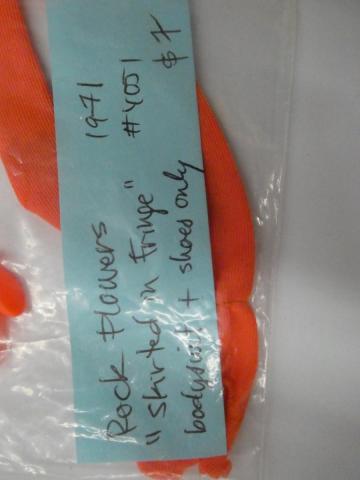 Rock Flowers 1971
"Skirted in Fringe" #4051
bodysuit + shoes only $7